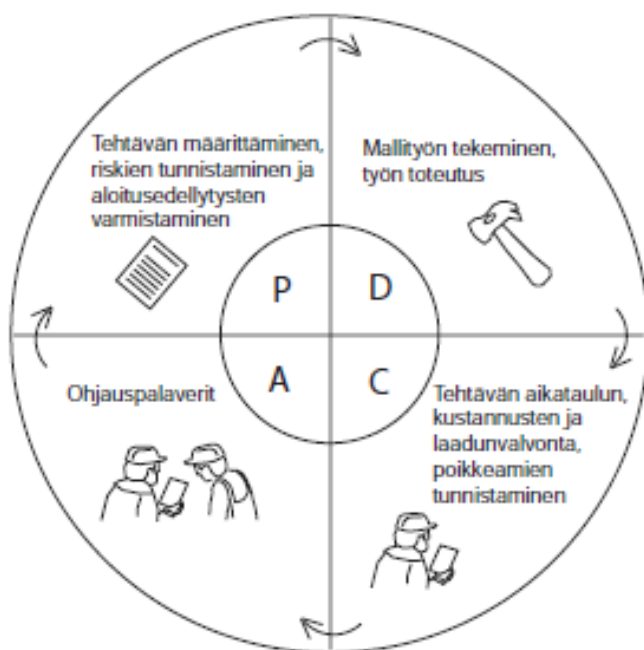 Tehtävän määrittäminen,
riskien tunnistaminen ja
aloitusedellytysten
varmistaminen
Mallityön tekeminen,
työn toteutus
P
D
A
C
Ohjauspalaverit
Tehtävän aikataulun,
kustannusten ja
laadunvalvonta,
poikkeamien
tunnistaminen